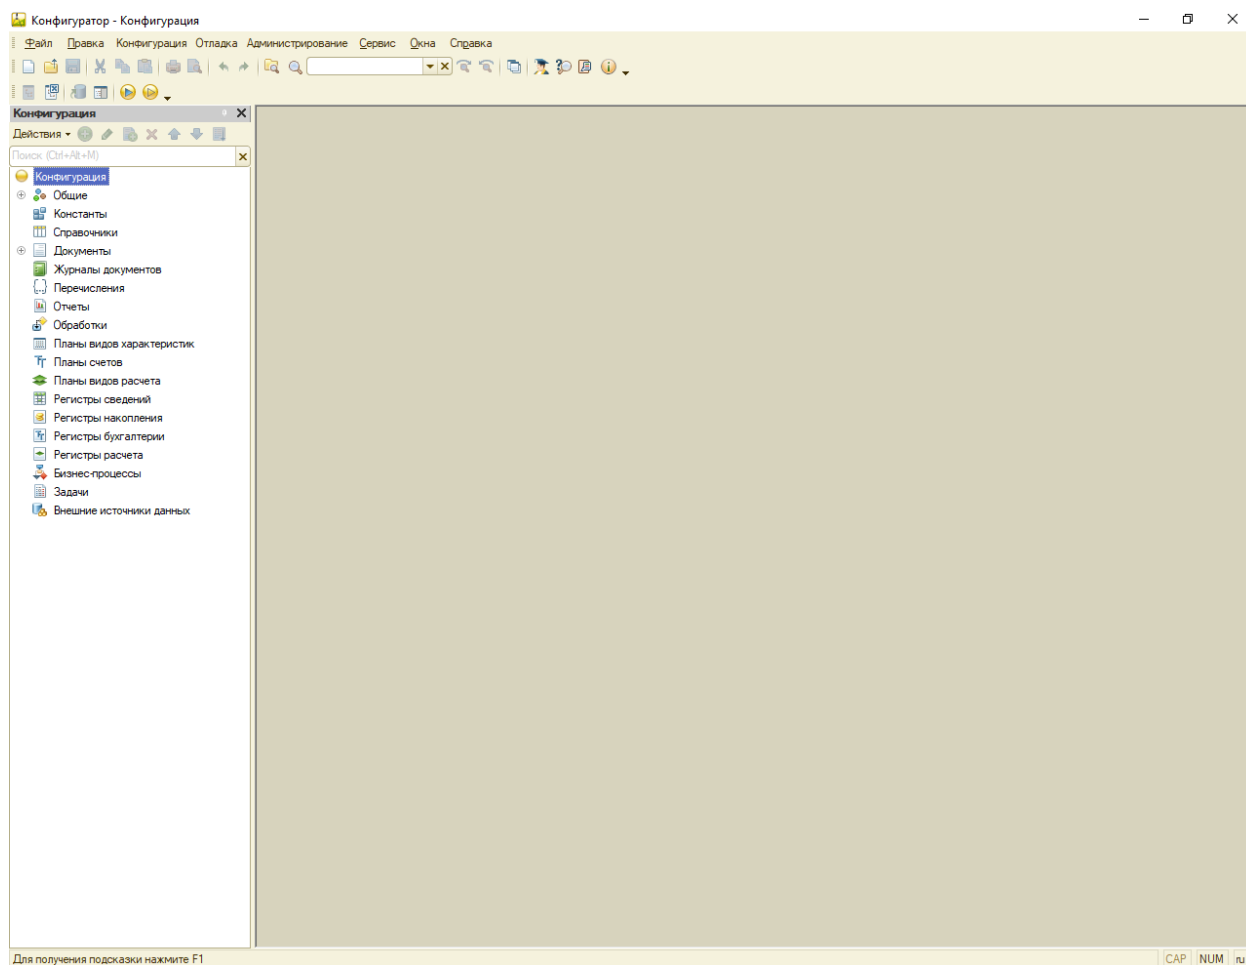 Конфигуратор - Конфигурация
Файл Правка Конфигурация Отладка Администрирование Сервис Окна Справка
Конфигурация
Действия
Поиск (Ctrl+Alt+M)
Конфигурация
Общие
Константы
Справочники
Документы
Журналы документов
Перечисления
Отчеты
Обработки
Планы видов характеристик
Планы счетов
Планы видов расчета
Регистры сведений
Регистры накопления
Регистры бухгалтерии
Регистры расчета
Бизнес-процессы
Задачи
Внешние источники данных
Для получения подсказки нажмите F1 CAP NUM ru